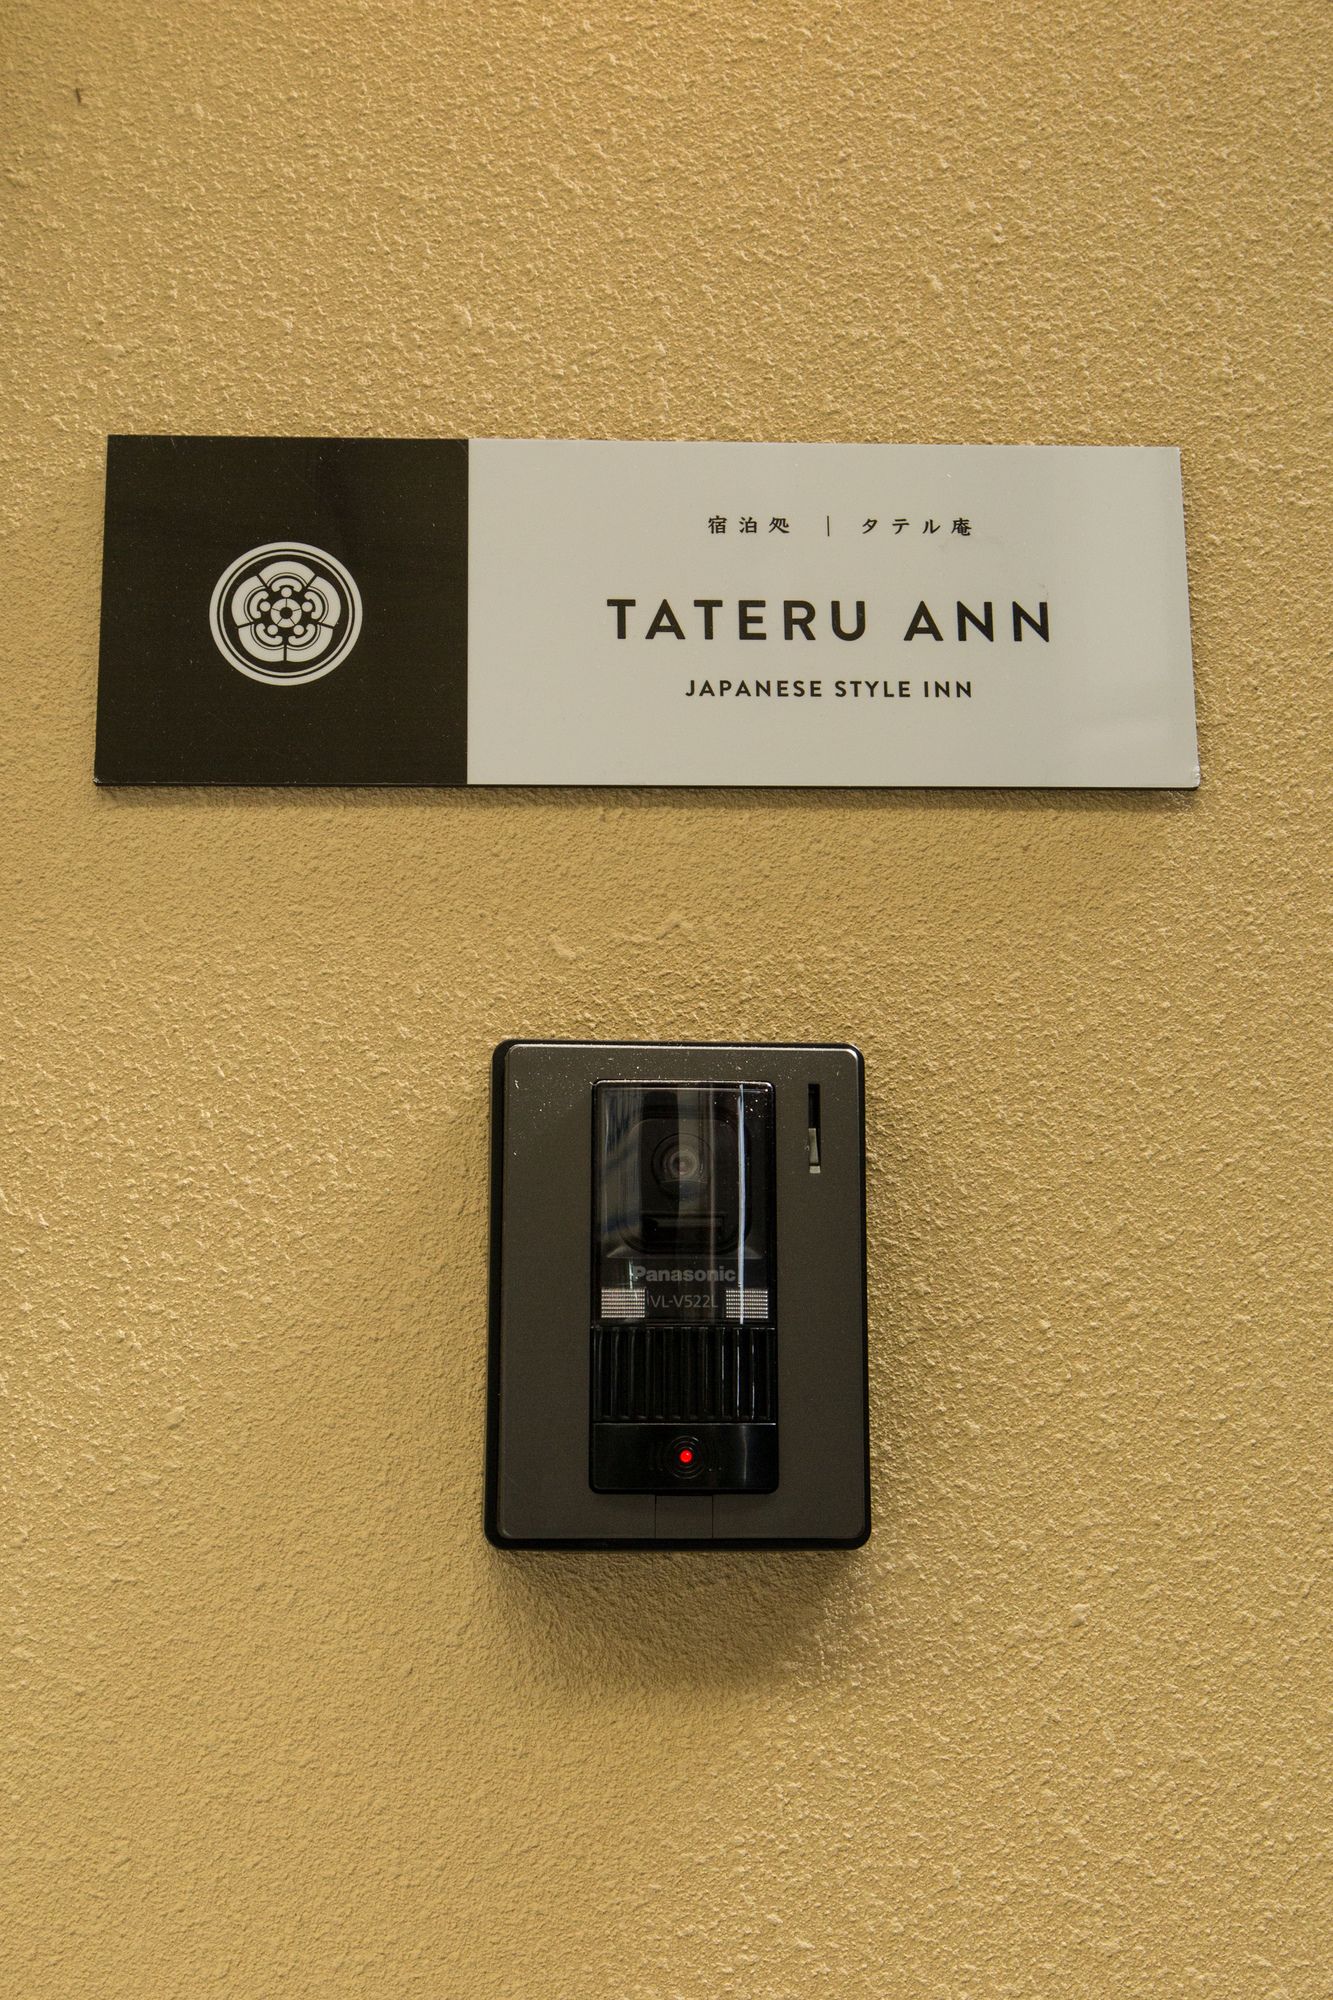 宿泊処 | タテル庵
TATERU ANN
JAPANESE STYLE INN
Panasonic
VL-V522L